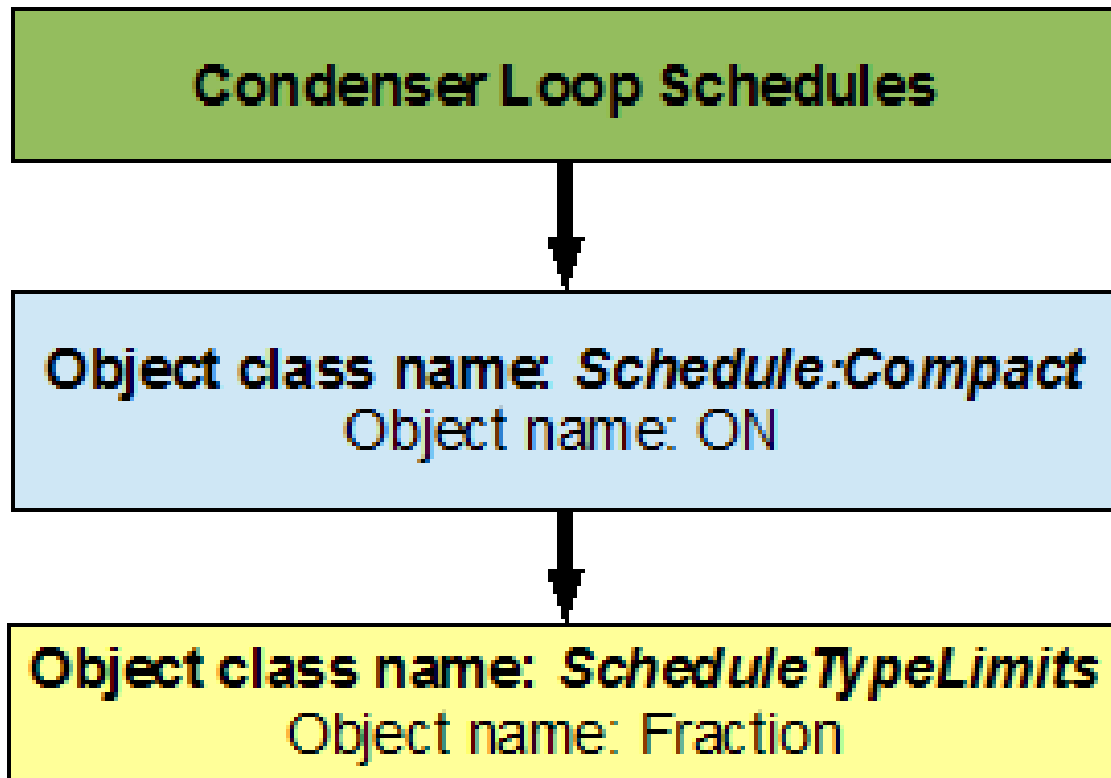 Condenser Loop Schedules
Object class name: Schedule:Compact
Object name: ON
Object class name: ScheduleTypeLimits
Object name: Fraction